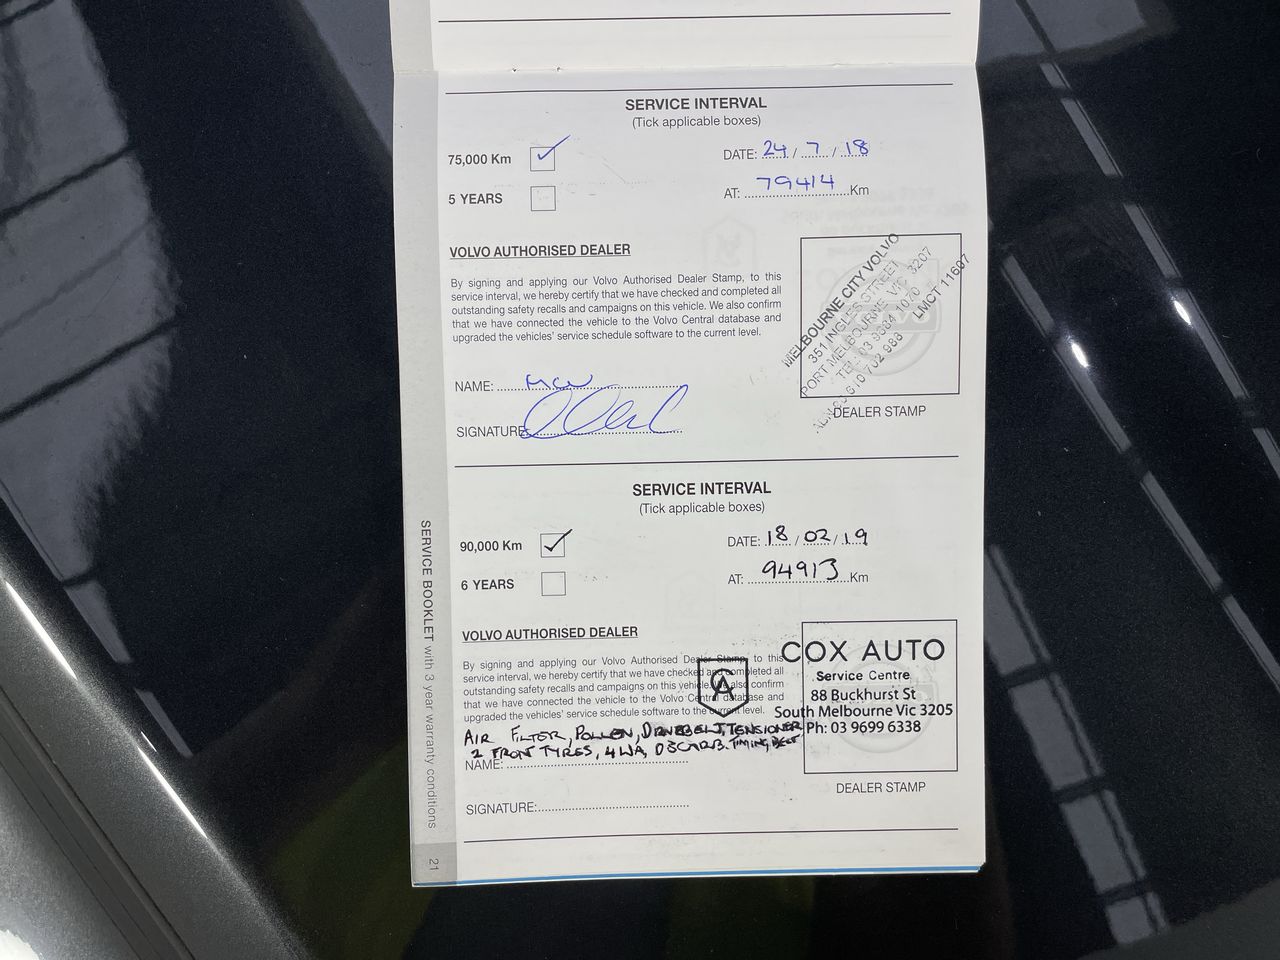 SERVICE INTERVAL
(Tick applicable boxes)
75,000 Km
DATE: 24 / 7 / 18
5 YEARS
AT: 79414 Km
VOLVO AUTHORISED DEALER
By signing and applying our Volvo Authorised Dealer Stamp, to this
service interval, we hereby certify that we have checked and completed all
outstanding safety recalls and campaigns on this vehicle. We also confirm
that we have connected the vehicle to the Volvo Central database and
upgraded the vehicles' service schedule software to the current level.
MELBOURNE CITY VOLVO
351 INGLES STREET
PORT MELBOURNE VIC 3207
TEL: 03 9684 1070
LMCT 11687
NAME:
SIGNATURE:
DEALER STAMP
SERVICE INTERVAL
(Tick applicable boxes)
90,000 Km
DATE: 18 / 02 / 19
6 YEARS
AT: 94913 Km
VOLVO AUTHORISED DEALER
By signing and applying our Volvo Authorised Dealer Stamp, to this
service interval, we hereby certify that we have checked and completed all
outstanding safety recalls and campaigns on this vehicle. We also confirm
that we have connected the vehicle to the Volvo Central database and
upgraded the vehicles' service schedule software to the current level.
COX AUTO
Service Centre
88 Buckhurst St
South Melbourne Vic 3205
Ph: 03 9699 6338
AIR FILTER, POLLEN, DRIVEBELT, TENSIONER
2 FRONT TYRES, 4WA, DECARB. TIMING BELT
NAME:
SIGNATURE:
DEALER STAMP
SERVICE BOOKLET with 3 year warranty conditions
21